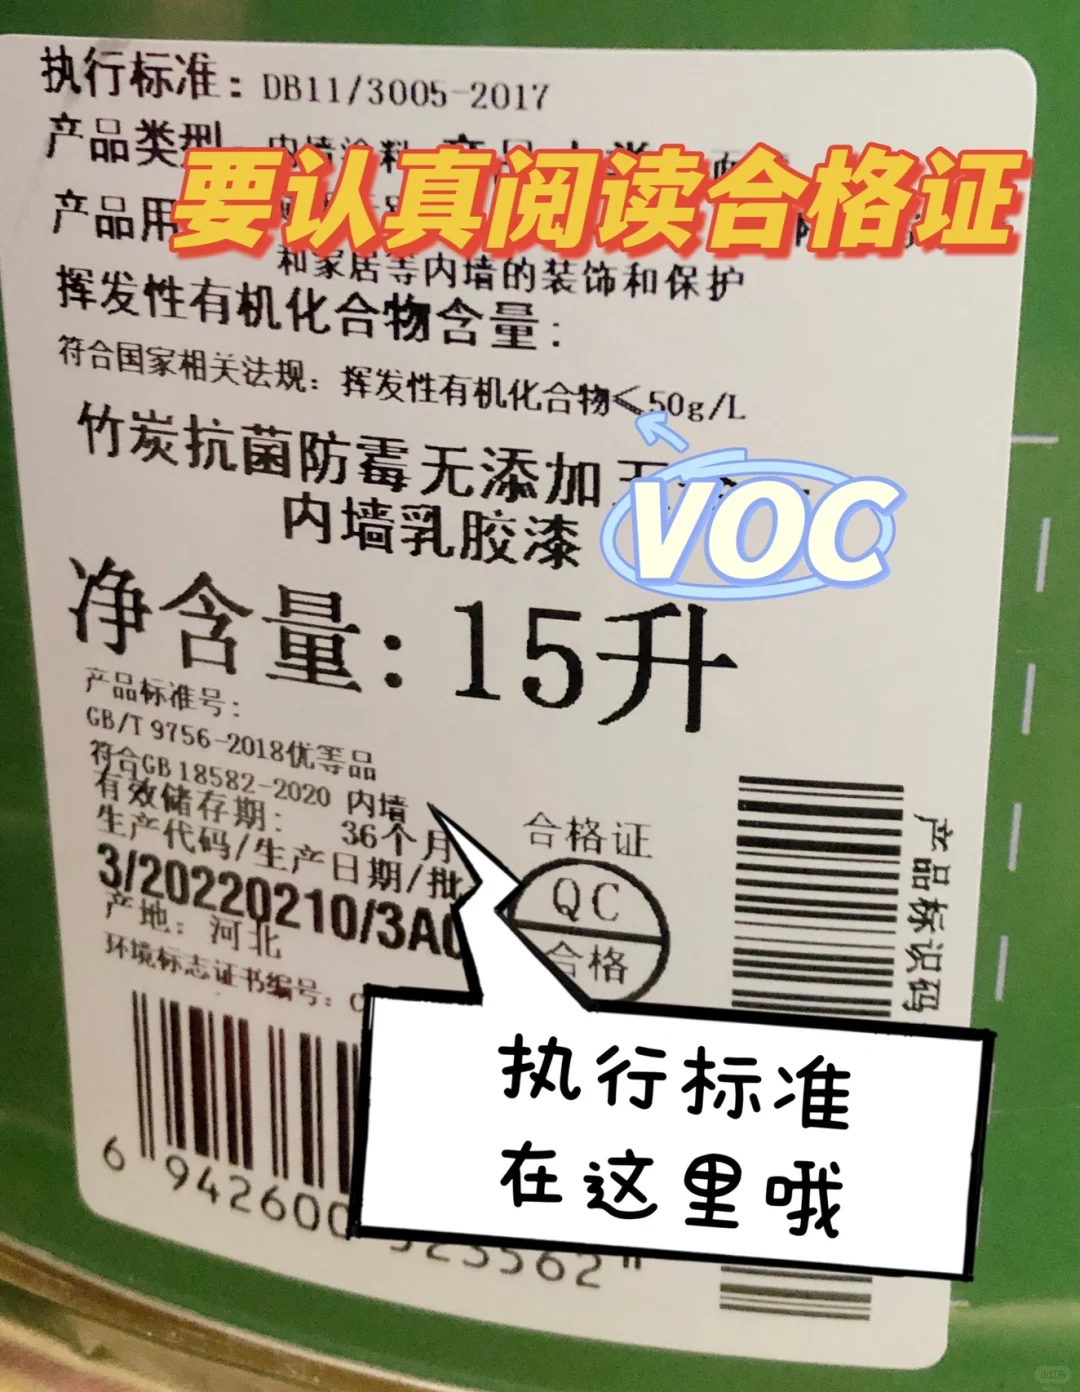 执行标准：DB11/3005-2017
产品类型
要认真阅读合格证
产品用
和家居等内墙的装饰和保护
挥发性有机化合物含量：
符合国家相关法规：挥发性有机化合物≤50g/L
竹炭抗菌防霉无添加
VOC
内墙乳胶漆
净含量：15升
产品标准号：
GB/T 9756-2018优等品
符合GB 18582-2020 内墙
有效储存期： 36个月
生产代码/生产日期/批
3/20220210/3A0
产地：河北
环境标志证书编号：C
合格证
QC
合格
产品标识码
执行标准
在这里哦
6 942600 523562